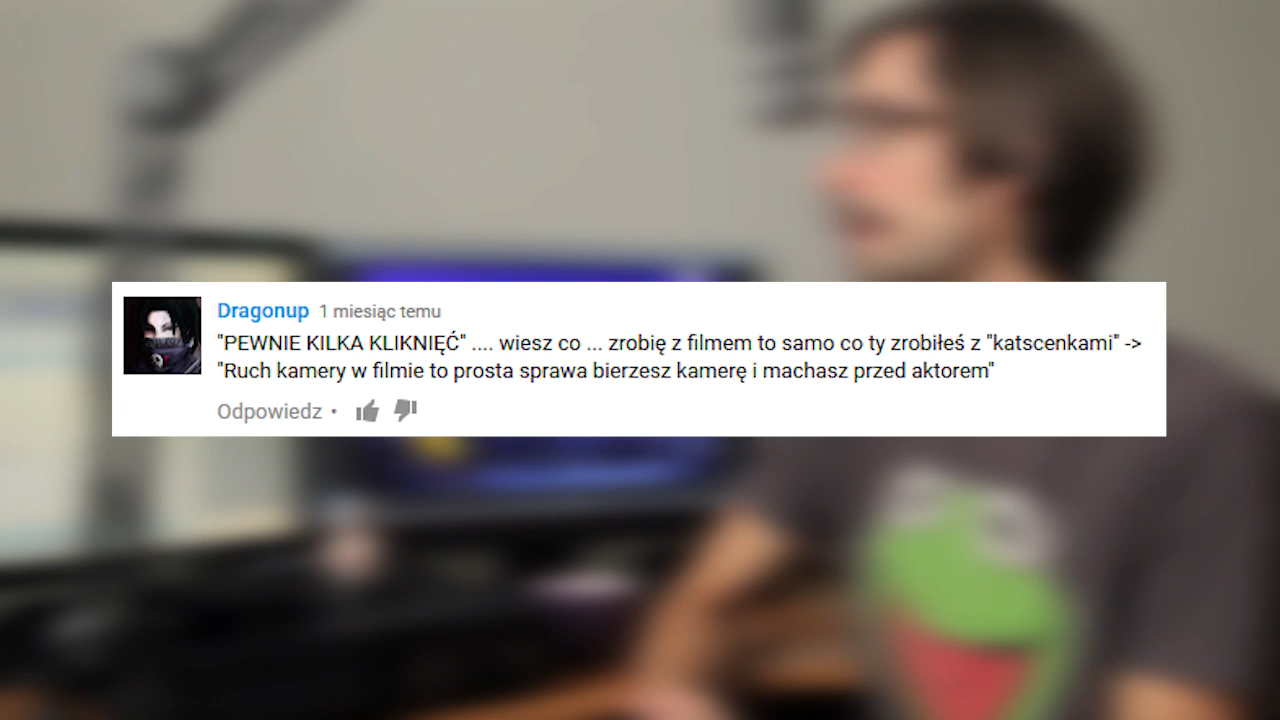 Dragonup 1 miesiąc temu
"PEWNIE KILKA KLIKNIĘĆ" .... wiesz co ... zrobię z filmem to samo co ty zrobiłeś z "katscenkami" ->
"Ruch kamery w filmie to prosta sprawa bierzesz kamerę i machasz przed aktorem"
Odpowiedz •